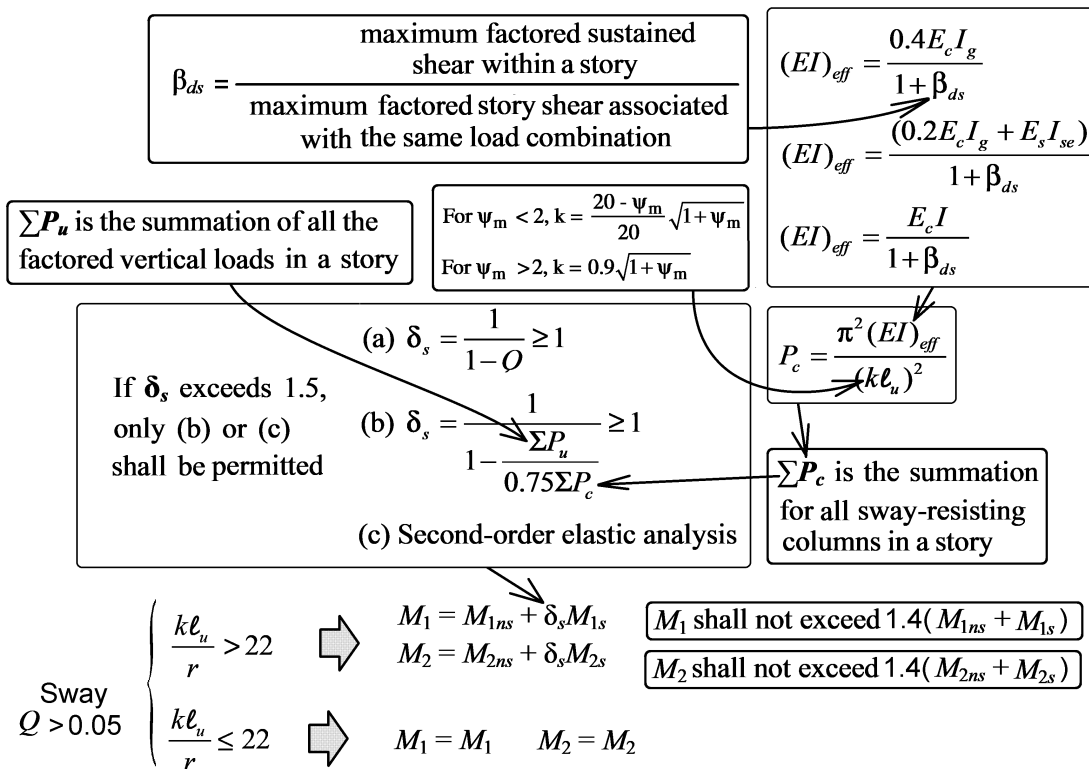 β_ds = maximum factored sustained shear within a story / maximum factored story shear associated with the same load combination
(EI)_eff = 0.4E_cI_g / 1 + β_ds
(EI)_eff = (0.2E_cI_g + E_sI_se) / 1 + β_ds
(EI)_eff = E_cI / 1 + β_ds
∑P_u is the summation of all the
factored vertical loads in a story
For ψ_m < 2, k = 20 - ψ_m / 20 √1 + ψ_m
For ψ_m >2, k = 0.9√1 + ψ_m
P_c = π²(EI)_eff / (kℓ_u)²
If δ_s exceeds 1.5,
only (b) or (c)
shall be permitted
(a) δ_s = 1 / 1 - Q ≥ 1
(b) δ_s = 1 / 1 - ΣP_u / 0.75ΣP_c ≥ 1
(c) Second-order elastic analysis
∑P_c is the summation
for all sway-resisting
columns in a story
Sway
Q > 0.05
kℓ_u / r > 22
M_1 = M_1ns + δ_sM_1s
M_2 = M_2ns + δ_sM_2s
M_1 shall not exceed 1.4(M_1ns + M_1s)
M_2 shall not exceed 1.4(M_2ns + M_2s)
kℓ_u / r ≤ 22
M_1 = M_1 M_2 = M_2